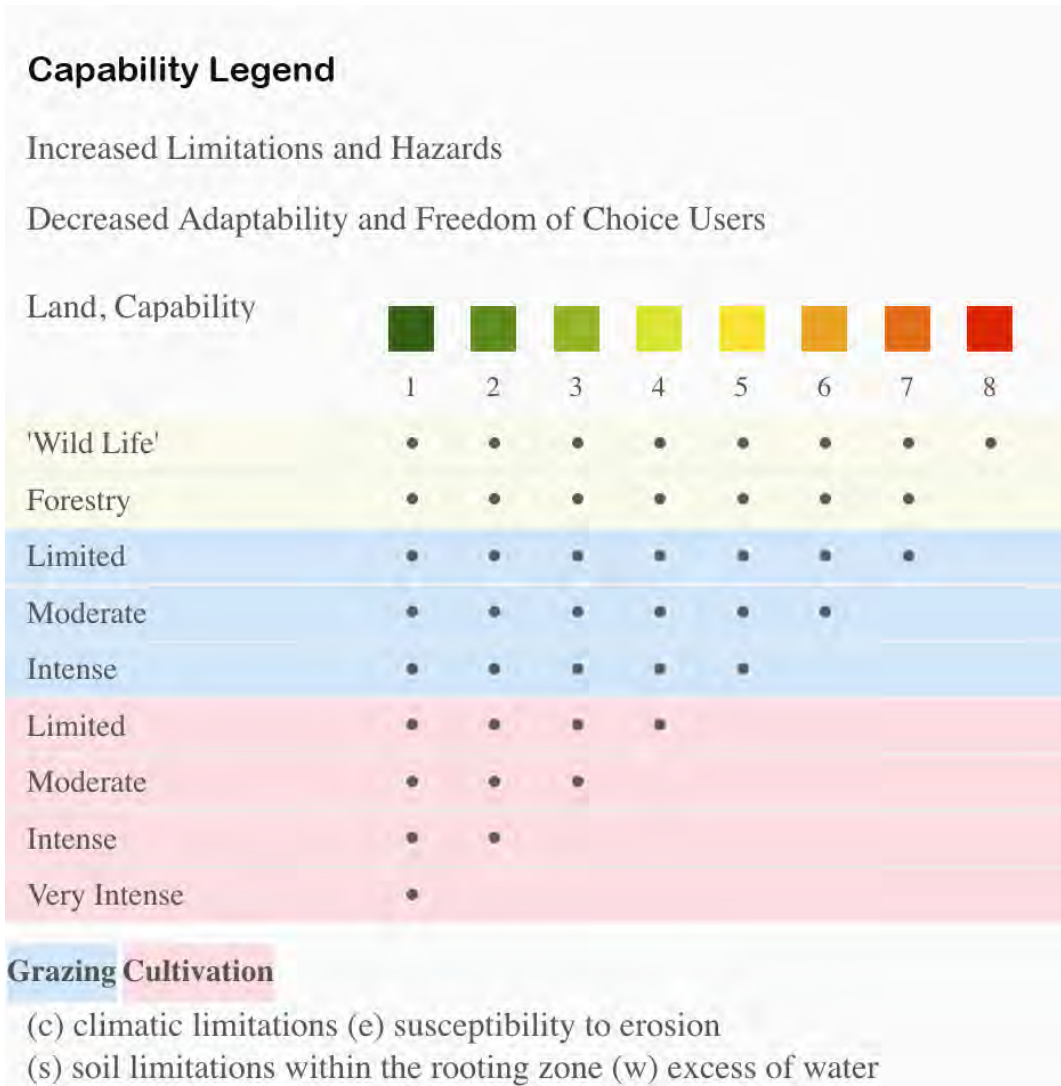 Capability Legend
Increased Limitations and Hazards
Decreased Adaptability and Freedom of Choice Users
Land, Capability
1 2 3 4 5 6 7 8
'Wild Life'
Forestry
Limited
Moderate
Intense
Limited
Moderate
Intense
Very Intense
Grazing Cultivation
(c) climatic limitations (e) susceptibility to erosion
(s) soil limitations within the rooting zone (w) excess of water